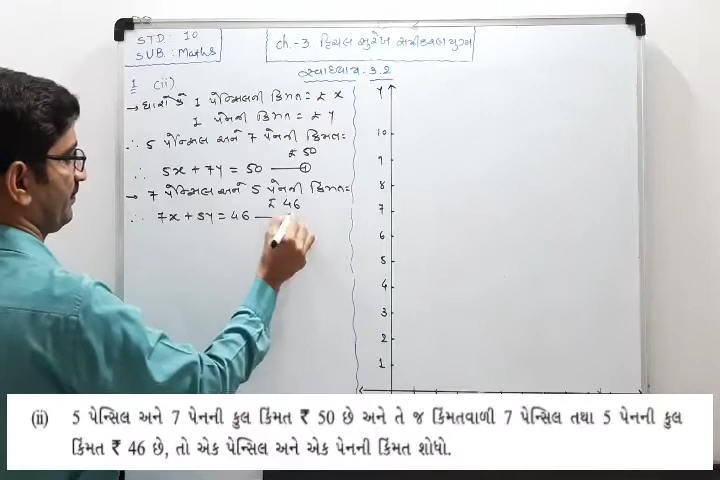 STD: 10
SUB.: Maths
ch.-3 દ્વિચલ સુરેખ સમીકરણ યુગ્મ
સ્વાધ્યાય-3.2
1 (ii)
→ ધારો કે 1 પેન્સિલની કિંમત = ₹ x
1 પેનની કિંમત = ₹ y
∴ 5 પેન્સિલ અને 7 પેનની કિંમત =
₹ 50
∴ 5x + 7y = 50 —— 1
→ 7 પેન્સિલ અને 5 પેનની કિંમત =
₹ 46
∴ 7x + 5y = 46 ——
Y
10
9
8
7
6
5
4
3
2
1
(ii) 5 પેન્સિલ અને 7 પેનની કુલ કિંમત ₹ 50 છે અને તે જ કિંમતવાળી 7 પેન્સિલ તથા 5 પેનની કુલ
કિંમત ₹ 46 છે, તો એક પેન્સિલ અને એક પેનની કિંમત શોધો.